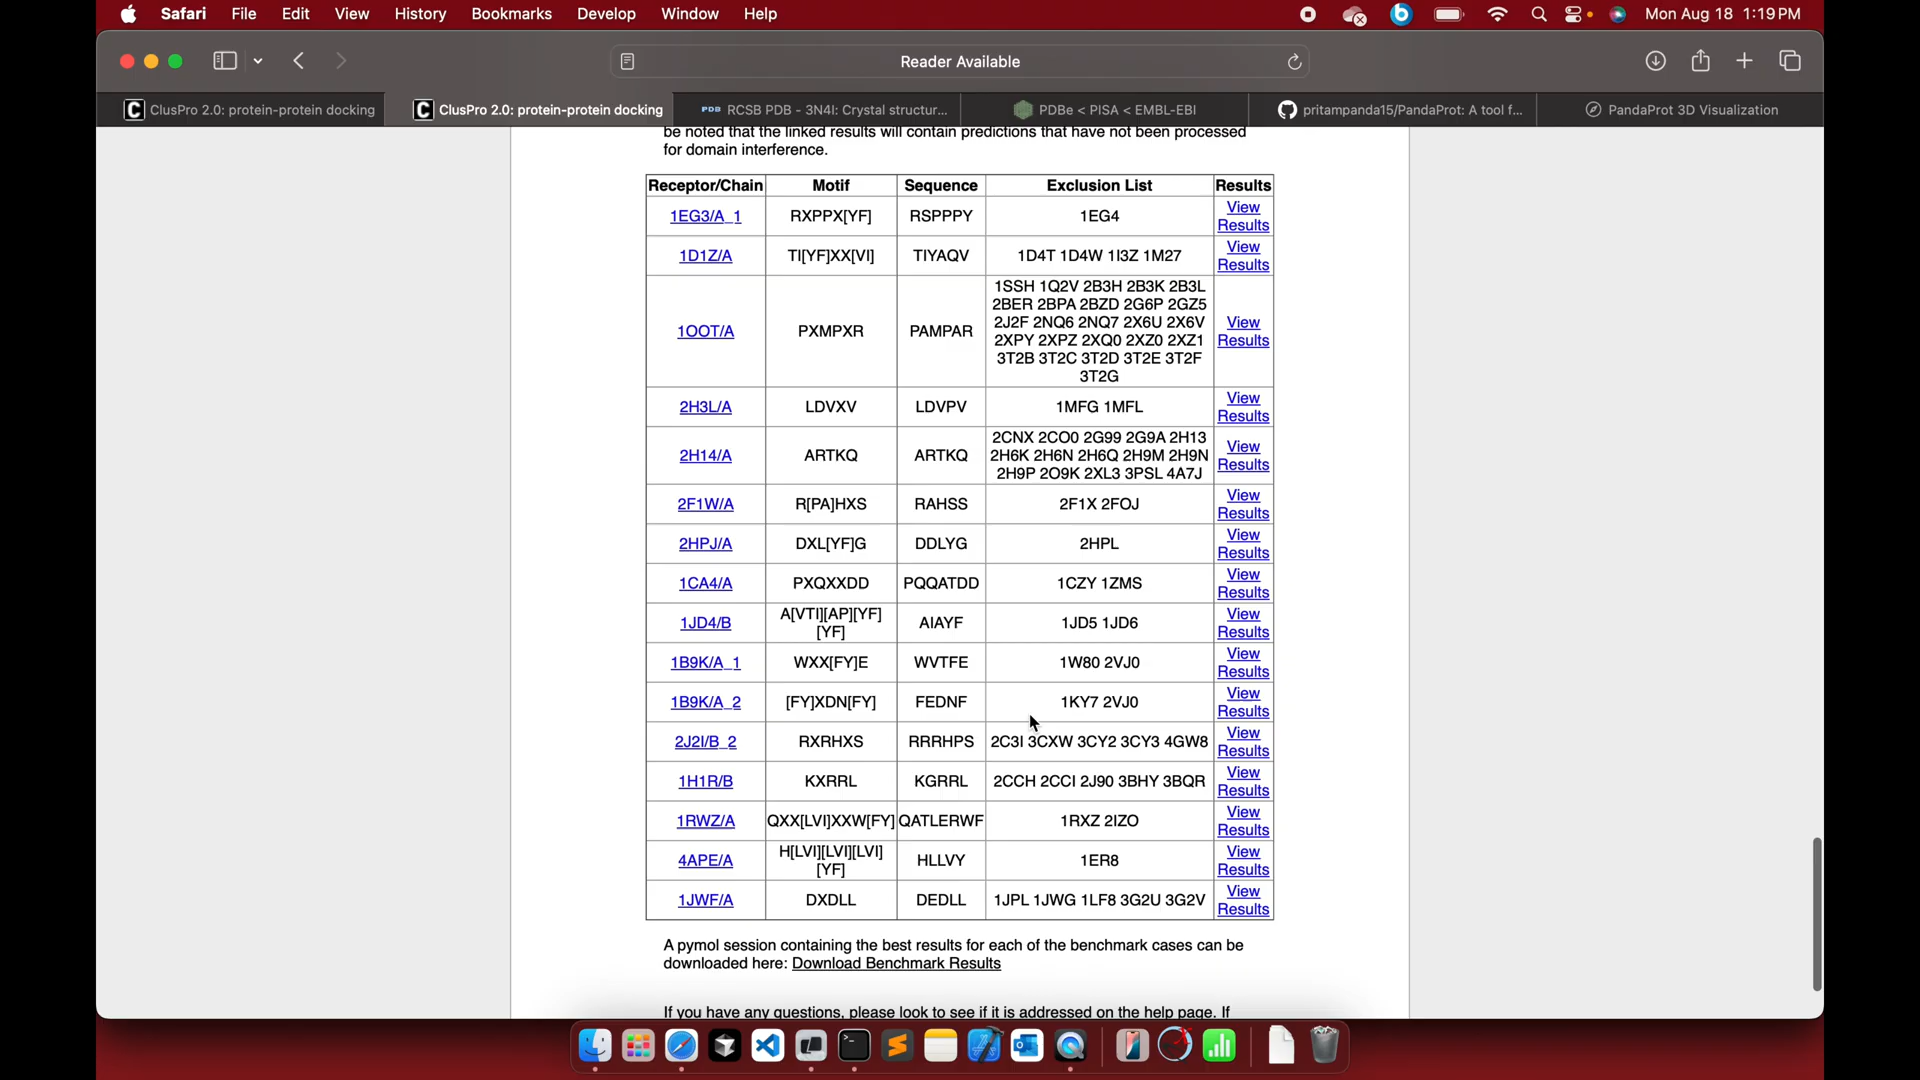 Safari File Edit View History Bookmarks Develop Window Help Mon Aug 18 1:19 PM
Reader Available
ClusPro 2.0: protein-protein docking ClusPro 2.0: protein-protein docking PDB RCSB PDB - 3N4I: Crystal structur... PDBe < PISA < EMBL-EBI pritampanda15/PandaProt: A tool f... PandaProt 3D Visualization
be noted that the linked results will contain predictions that have not been processed
for domain interference.
Receptor/Chain Motif Sequence Exclusion List Results
1EG3/A_1 RXPPX[YF] RSPPPY 1EG4 View
Results
1D1Z/A TI[YF]XX[VI] TIYAQV 1D4T 1D4W 1I3Z 1M27 View
Results
1OOT/A PXMPXR PAMPAR 1SSH 1Q2V 2B3H 2B3K 2B3L
2BER 2BPA 2BZD 2G6P 2GZ5
2J2F 2NQ6 2NQ7 2X6U 2X6V
2XPY 2XPZ 2XQ0 2XZ0 2XZ1
3T2B 3T2C 3T2D 3T2E 3T2F
3T2G
View
Results
2H3L/A LDVXV LDVPV 1MFG 1MFL View
Results
2H14/A ARTKQ ARTKQ 2CNX 2CO0 2G99 2G9A 2H13
2H6K 2H6N 2H6Q 2H9M 2H9N
2H9P 2O9K 2XL3 3PSL 4A7J
View
Results
2F1W/A R[PA]HXS RAHSS 2F1X 2FOJ View
Results
2HPJ/A DXL[YF]G DDLYG 2HPL View
Results
1CA4/A PXQXXDD PQQATDD 1CZY 1ZMS View
Results
1JD4/B A[VTI][AP][YF]
[YF] AIAYF 1JD5 1JD6 View
Results
1B9K/A_1 WXX[FY]E WVTFE 1W80 2VJ0 View
Results
1B9K/A_2 [FY]XDN[FY] FEDNF 1KY7 2VJ0 View
Results
2J2I/B_2 RXRHXS RRRHPS 2C3I 3CXW 3CY2 3CY3 4GW8 View
Results
1H1R/B KXRRL KGRRL 2CCH 2CCI 2J90 3BHY 3BQR View
Results
1RWZ/A QXX[LVI]XXW[FY] QATLERWF 1RXZ 2IZO View
Results
4APE/A H[LVI][LVI][LVI]
[YF] HLLVY 1ER8 View
Results
1JWF/A DXDLL DEDLL 1JPL 1JWG 1LF8 3G2U 3G2V View
Results
A pymol session containing the best results for each of the benchmark cases can be
downloaded here: Download Benchmark Results
If you have any questions, please look to see if it is addressed on the help page. If